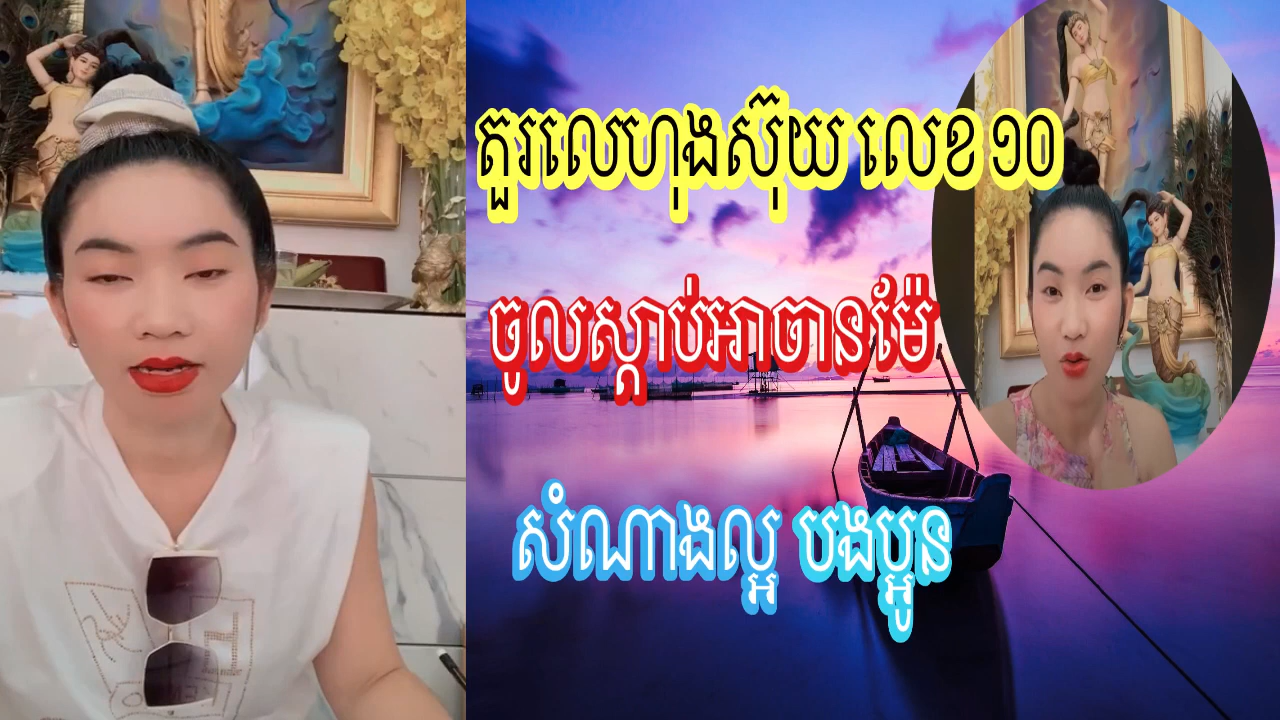 តួរលេហុងស៊ុយ លេខ ១០
ចូលស្តាប់អាចានម៉ែ
សំណាងល្អ បងប្អូន